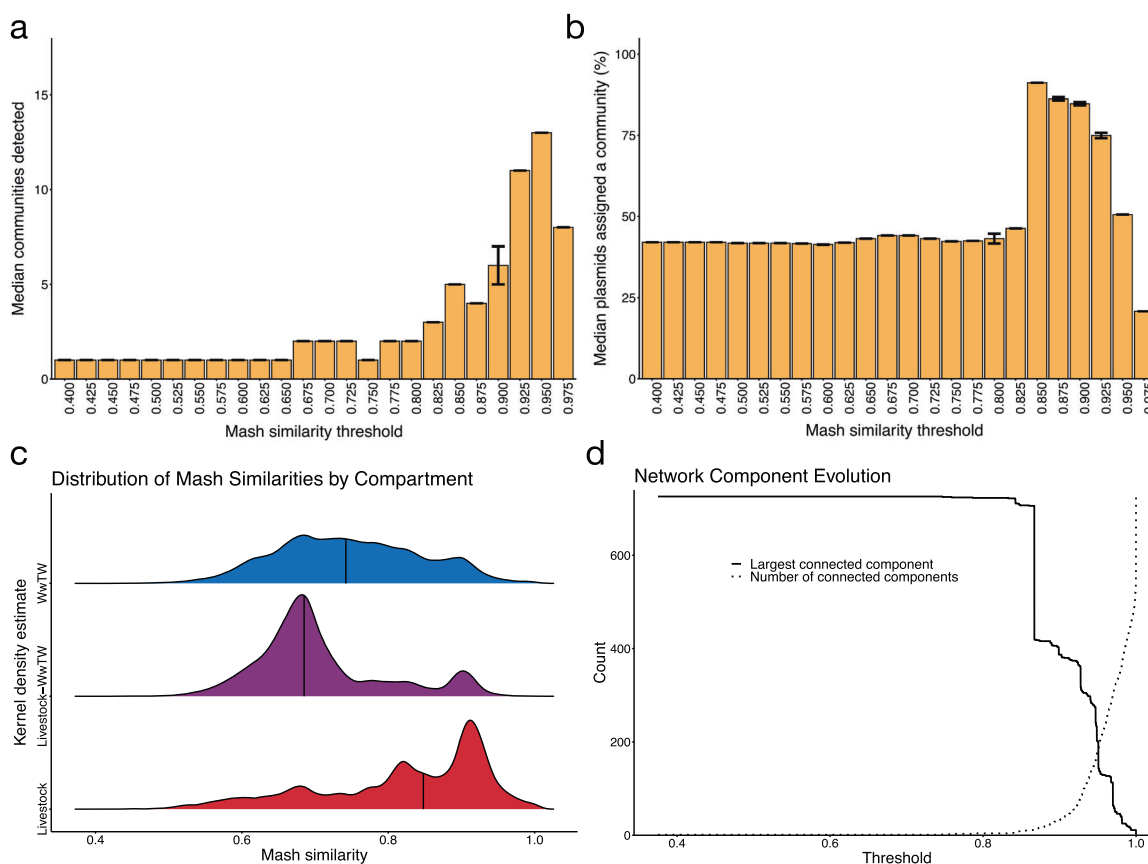 a
Median communities detected
15
10
5
0
0.400 0.425 0.450 0.475 0.500 0.525 0.550 0.575 0.600 0.625 0.650 0.675 0.700 0.725 0.750 0.775 0.800 0.825 0.850 0.875 0.900 0.925 0.950 0.975
Mash similarity threshold
b
Median plasmids assigned a community (%)
100
75
50
25
0
0.400 0.425 0.450 0.475 0.500 0.525 0.550 0.575 0.600 0.625 0.650 0.675 0.700 0.725 0.750 0.775 0.800 0.825 0.850 0.875 0.900 0.925 0.950 0.975
Mash similarity threshold
c
Distribution of Mash Similarities by Compartment
Kernel density estimate
WwTW
Livestock–WwTW
Livestock
0.4 0.6 0.8 1.0
Mash similarity
d
Network Component Evolution
Count
600
400
200
0
Largest connected component
Number of connected components
0.4 0.6 0.8 1.0
Threshold